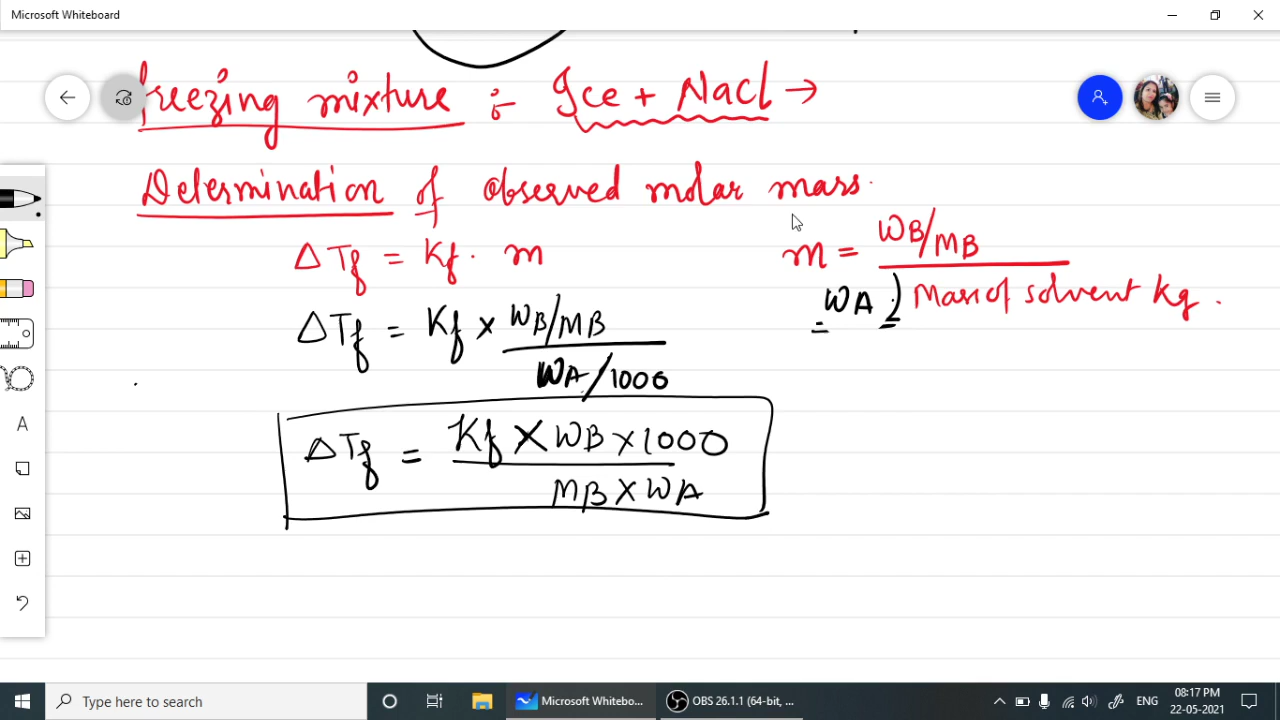 Microsoft Whiteboard
freezing mixture :- Ice + NaCl →
Determination of observed molar mass.
ΔTf = Kf · m
m = WB/MB
WA) Mass of solvent Kg.
ΔTf = Kf × WB/MB
WA/1000
ΔTf = Kf × WB × 1000
MB × WA
A
Type here to search
Microsoft Whitebo...
OBS 26.1.1 (64-bit, ...
ENG
08:17 PM
22-05-2021